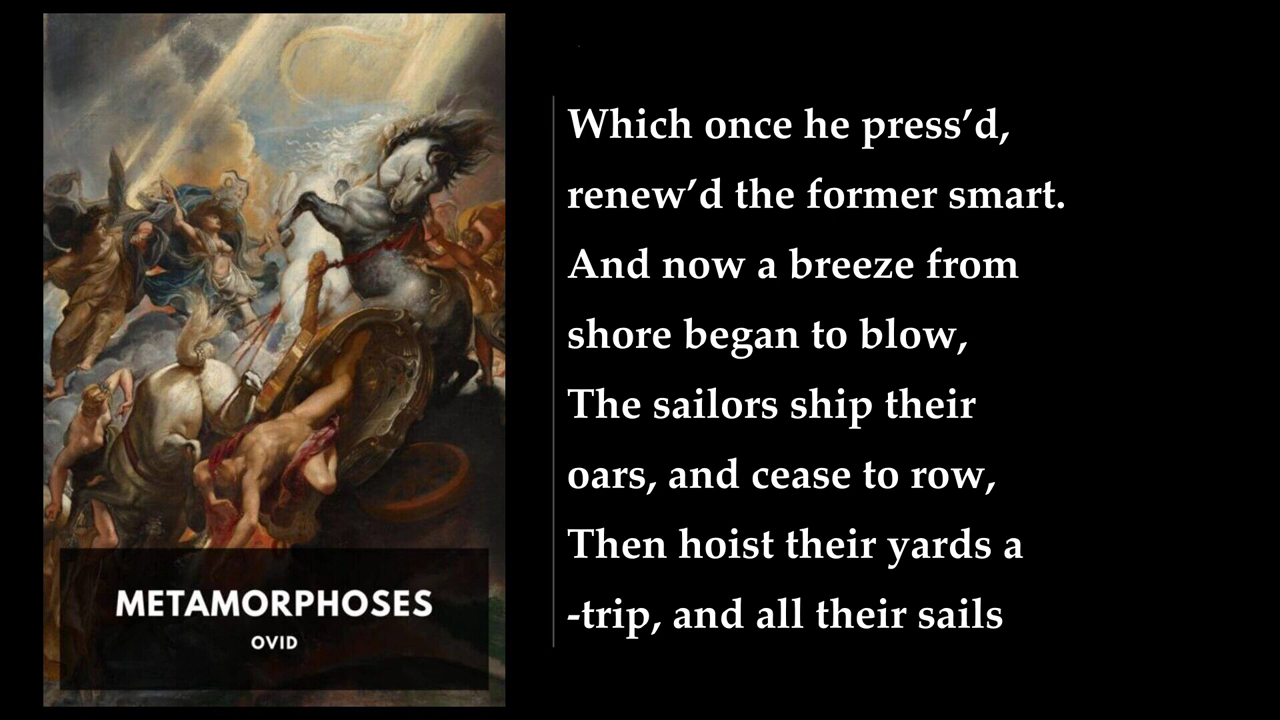 METAMORPHOSES
OVID
Which once he press’d,
renew’d the former smart.
And now a breeze from
shore began to blow,
The sailors ship their
oars, and cease to row,
Then hoist their yards a
-trip, and all their sails